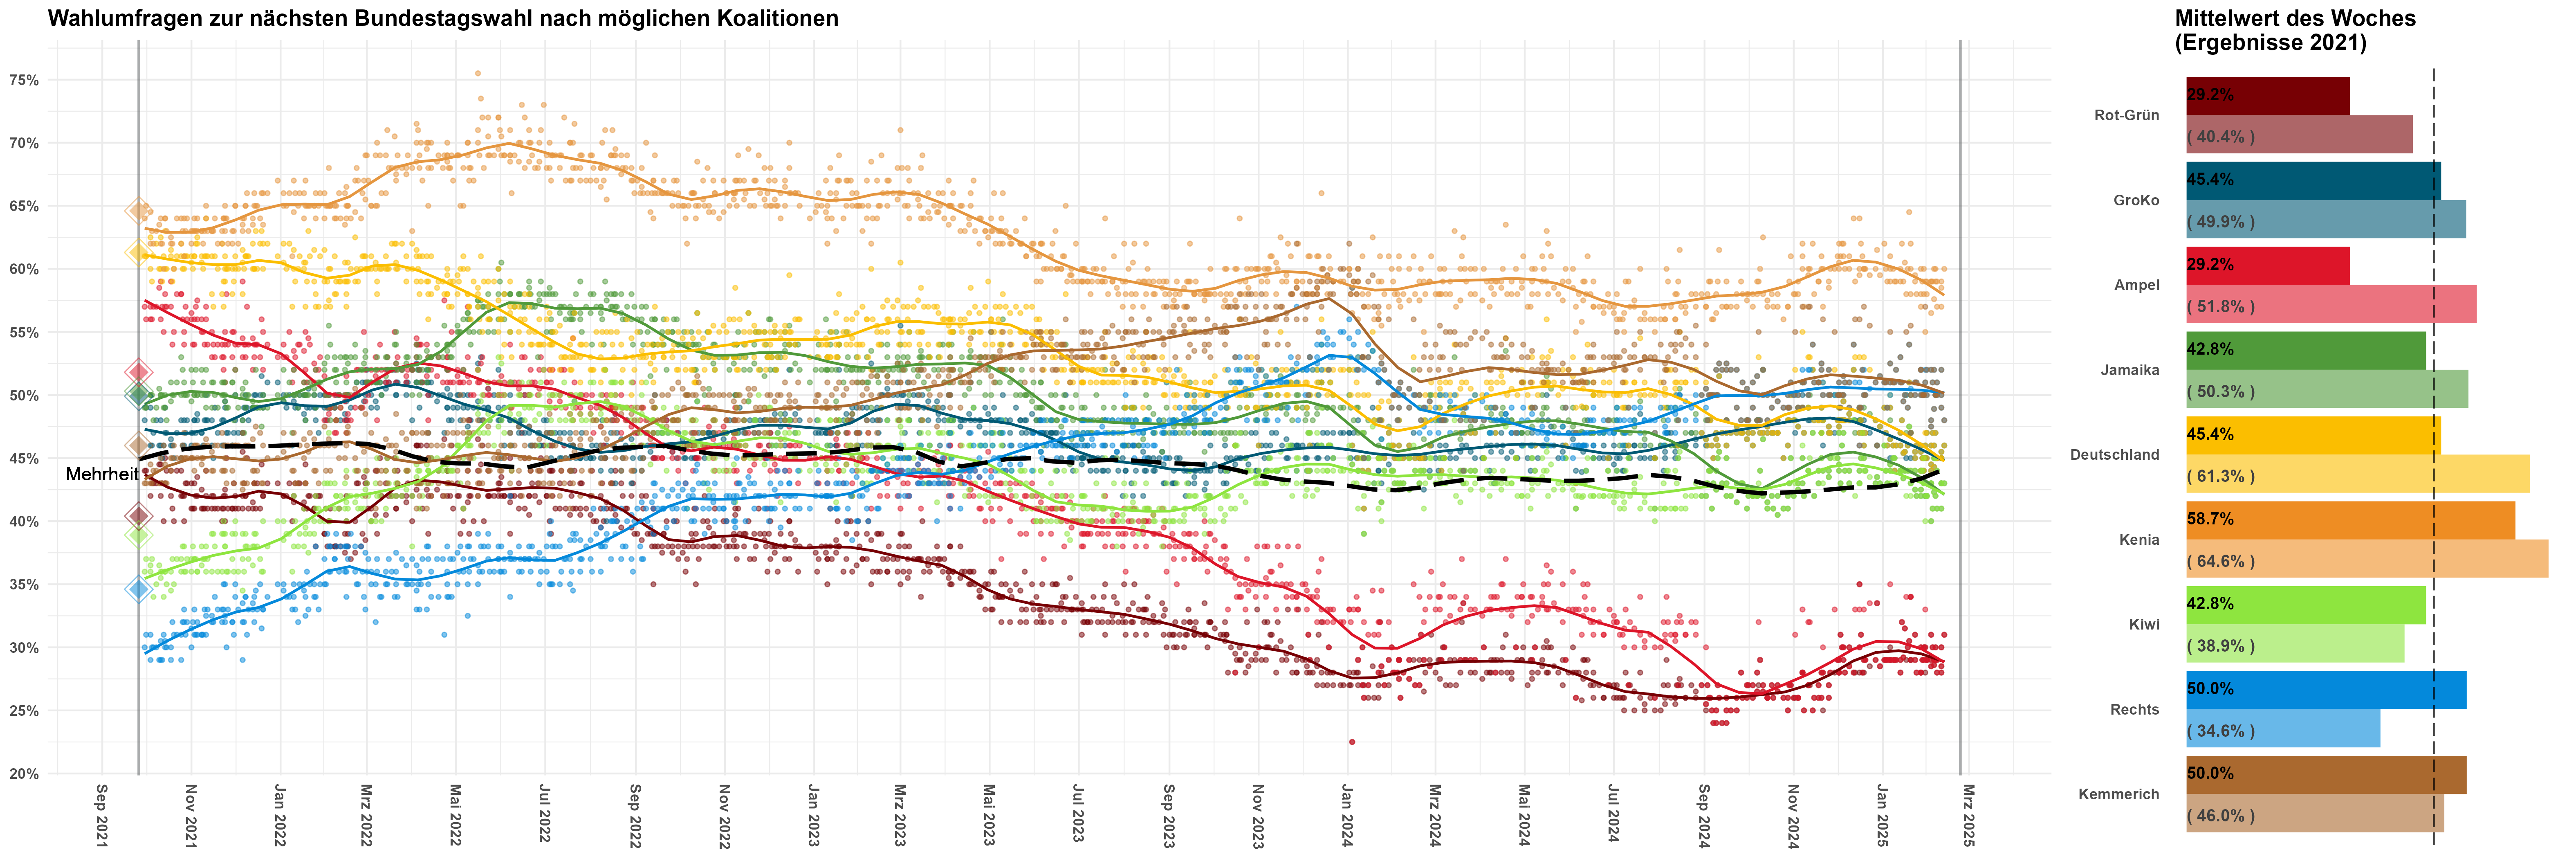 Wahlumfragen zur nächsten Bundestagswahl nach möglichen Koalitionen
75%
70%
65%
60%
55%
50%
45%
40%
35%
30%
25%
20%
Mehrheit
Sep 2021
Nov 2021
Jan 2022
Mrz 2022
Mai 2022
Jul 2022
Sep 2022
Nov 2022
Jan 2023
Mrz 2023
Mai 2023
Jul 2023
Sep 2023
Nov 2023
Jan 2024
Mrz 2024
Mai 2024
Jul 2024
Sep 2024
Nov 2024
Jan 2025
Mrz 2025
Mittelwert des Woches
(Ergebnisse 2021)
Rot-Grün
29.2%
( 40.4% )
GroKo
45.4%
( 49.9% )
Ampel
29.2%
( 51.8% )
Jamaika
42.8%
( 50.3% )
Deutschland
45.4%
( 61.3% )
Kenia
58.7%
( 64.6% )
Kiwi
42.8%
( 38.9% )
Rechts
50.0%
( 34.6% )
Kemmerich
50.0%
( 46.0% )